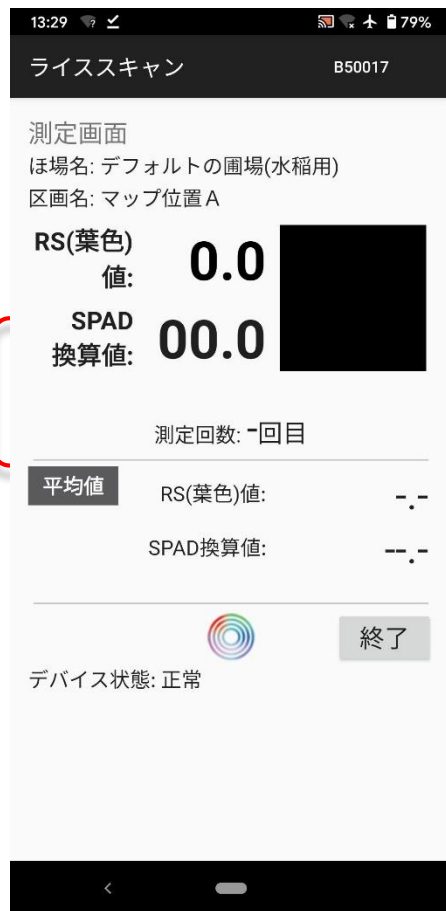 13:29 79%
ライススキャン B50017
測定画面
ほ場名: デフォルトの圃場(水稲用)
区画名: マップ位置A
RS(葉色)
値: 0.0
SPAD
換算値: 00.0
測定回数: -回目
平均値 RS(葉色)値: -.-
SPAD換算値: --.-
終了
デバイス状態: 正常